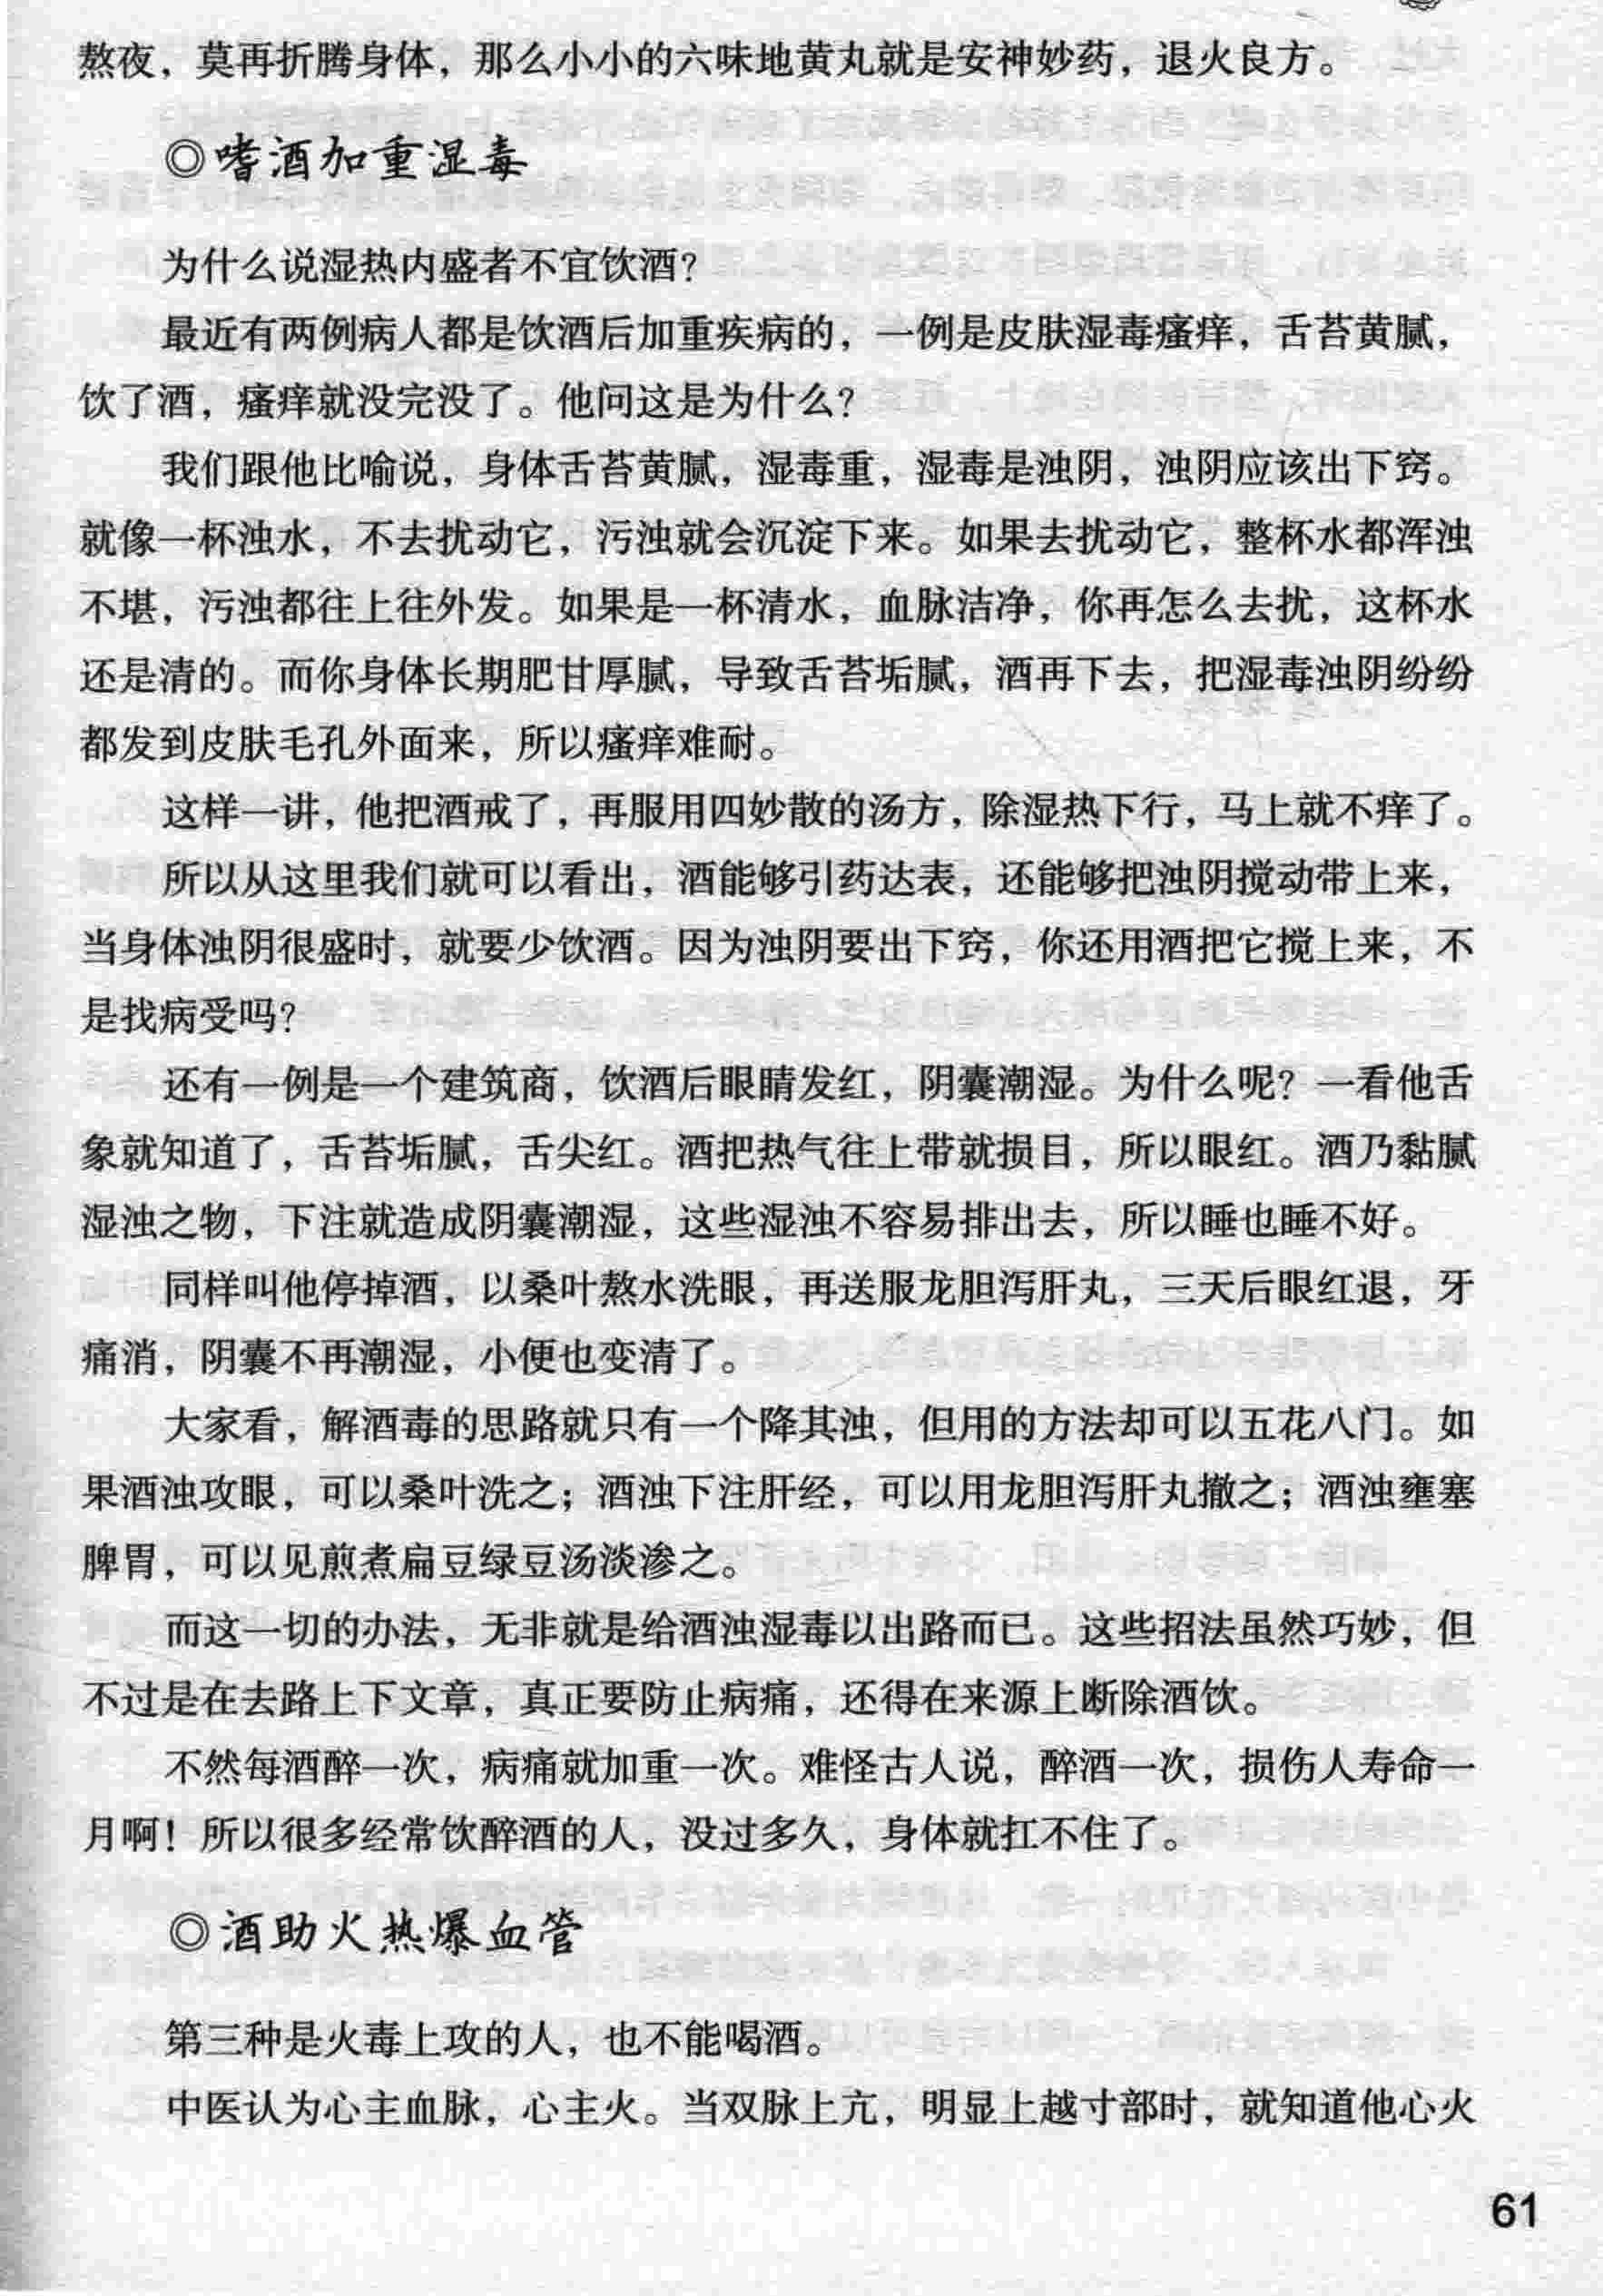 熬夜，莫再折腾身体，那么小小的六味地黄丸就是安神妙药，退火良方。
◎嗜酒加重湿毒
为什么说湿热内盛者不宜饮酒？
最近有两例病人都是饮酒后加重疾病的，一例是皮肤湿毒瘙痒，舌苔黄腻，
饮了酒，瘙痒就没完没了。他问这是为什么？
我们跟他比喻说，身体舌苔黄腻，湿毒重，湿毒是浊阴，浊阴应该出下窍。
就像一杯浊水，不去扰动它，污浊就会沉淀下来。如果去扰动它，整杯水都浑浊
不堪，污浊都往上往外发。如果是一杯清水，血脉洁净，你再怎么去扰，这杯水
还是清的。而你身体长期肥甘厚腻，导致舌苔垢腻，酒再下去，把湿毒浊阴纷纷
都发到皮肤毛孔外面来，所以瘙痒难耐。
这样一讲，他把酒戒了，再服用四妙散的汤方，除湿热下行，马上就不痒了。
所以从这里我们就可以看出，酒能够引药达表，还能够把浊阴搅动带上来，
当身体浊阴很盛时，就要少饮酒。因为浊阴要出下窍，你还用酒把它搅上来，不
是找病受吗？
还有一例是一个建筑商，饮酒后眼睛发红，阴囊潮湿。为什么呢？一看他舌
象就知道了，舌苔垢腻，舌尖红。酒把热气往上带就损目，所以眼红。酒乃黏腻
湿浊之物，下注就造成阴囊潮湿，这些湿浊不容易排出去，所以睡也睡不好。
同样叫他停掉酒，以桑叶熬水洗眼，再送服龙胆泻肝丸，三天后眼红退，牙
痛消，阴囊不再潮湿，小便也变清了。
大家看，解酒毒的思路就只有一个降其浊，但用的方法却可以五花八门。如
果酒浊攻眼，可以桑叶洗之；酒浊下注肝经，可以用龙胆泻肝丸撤之；酒浊壅塞
脾胃，可以见煎煮扁豆绿豆汤淡渗之。
而这一切的办法，无非就是给酒浊湿毒以出路而已。这些招法虽然巧妙，但
不过是在去路上下文章，真正要防止病痛，还得在来源上断除酒饮。
不然每酒醉一次，病痛就加重一次。难怪古人说，醉酒一次，损伤人寿命一
月啊！所以很多经常饮醉酒的人，没过多久，身体就扛不住了。
◎酒助火热爆血管
第三种是火毒上攻的人，也不能喝酒。
中医认为心主血脉，心主火。当双脉上亢，明显上越寸部时，就知道他心火
61